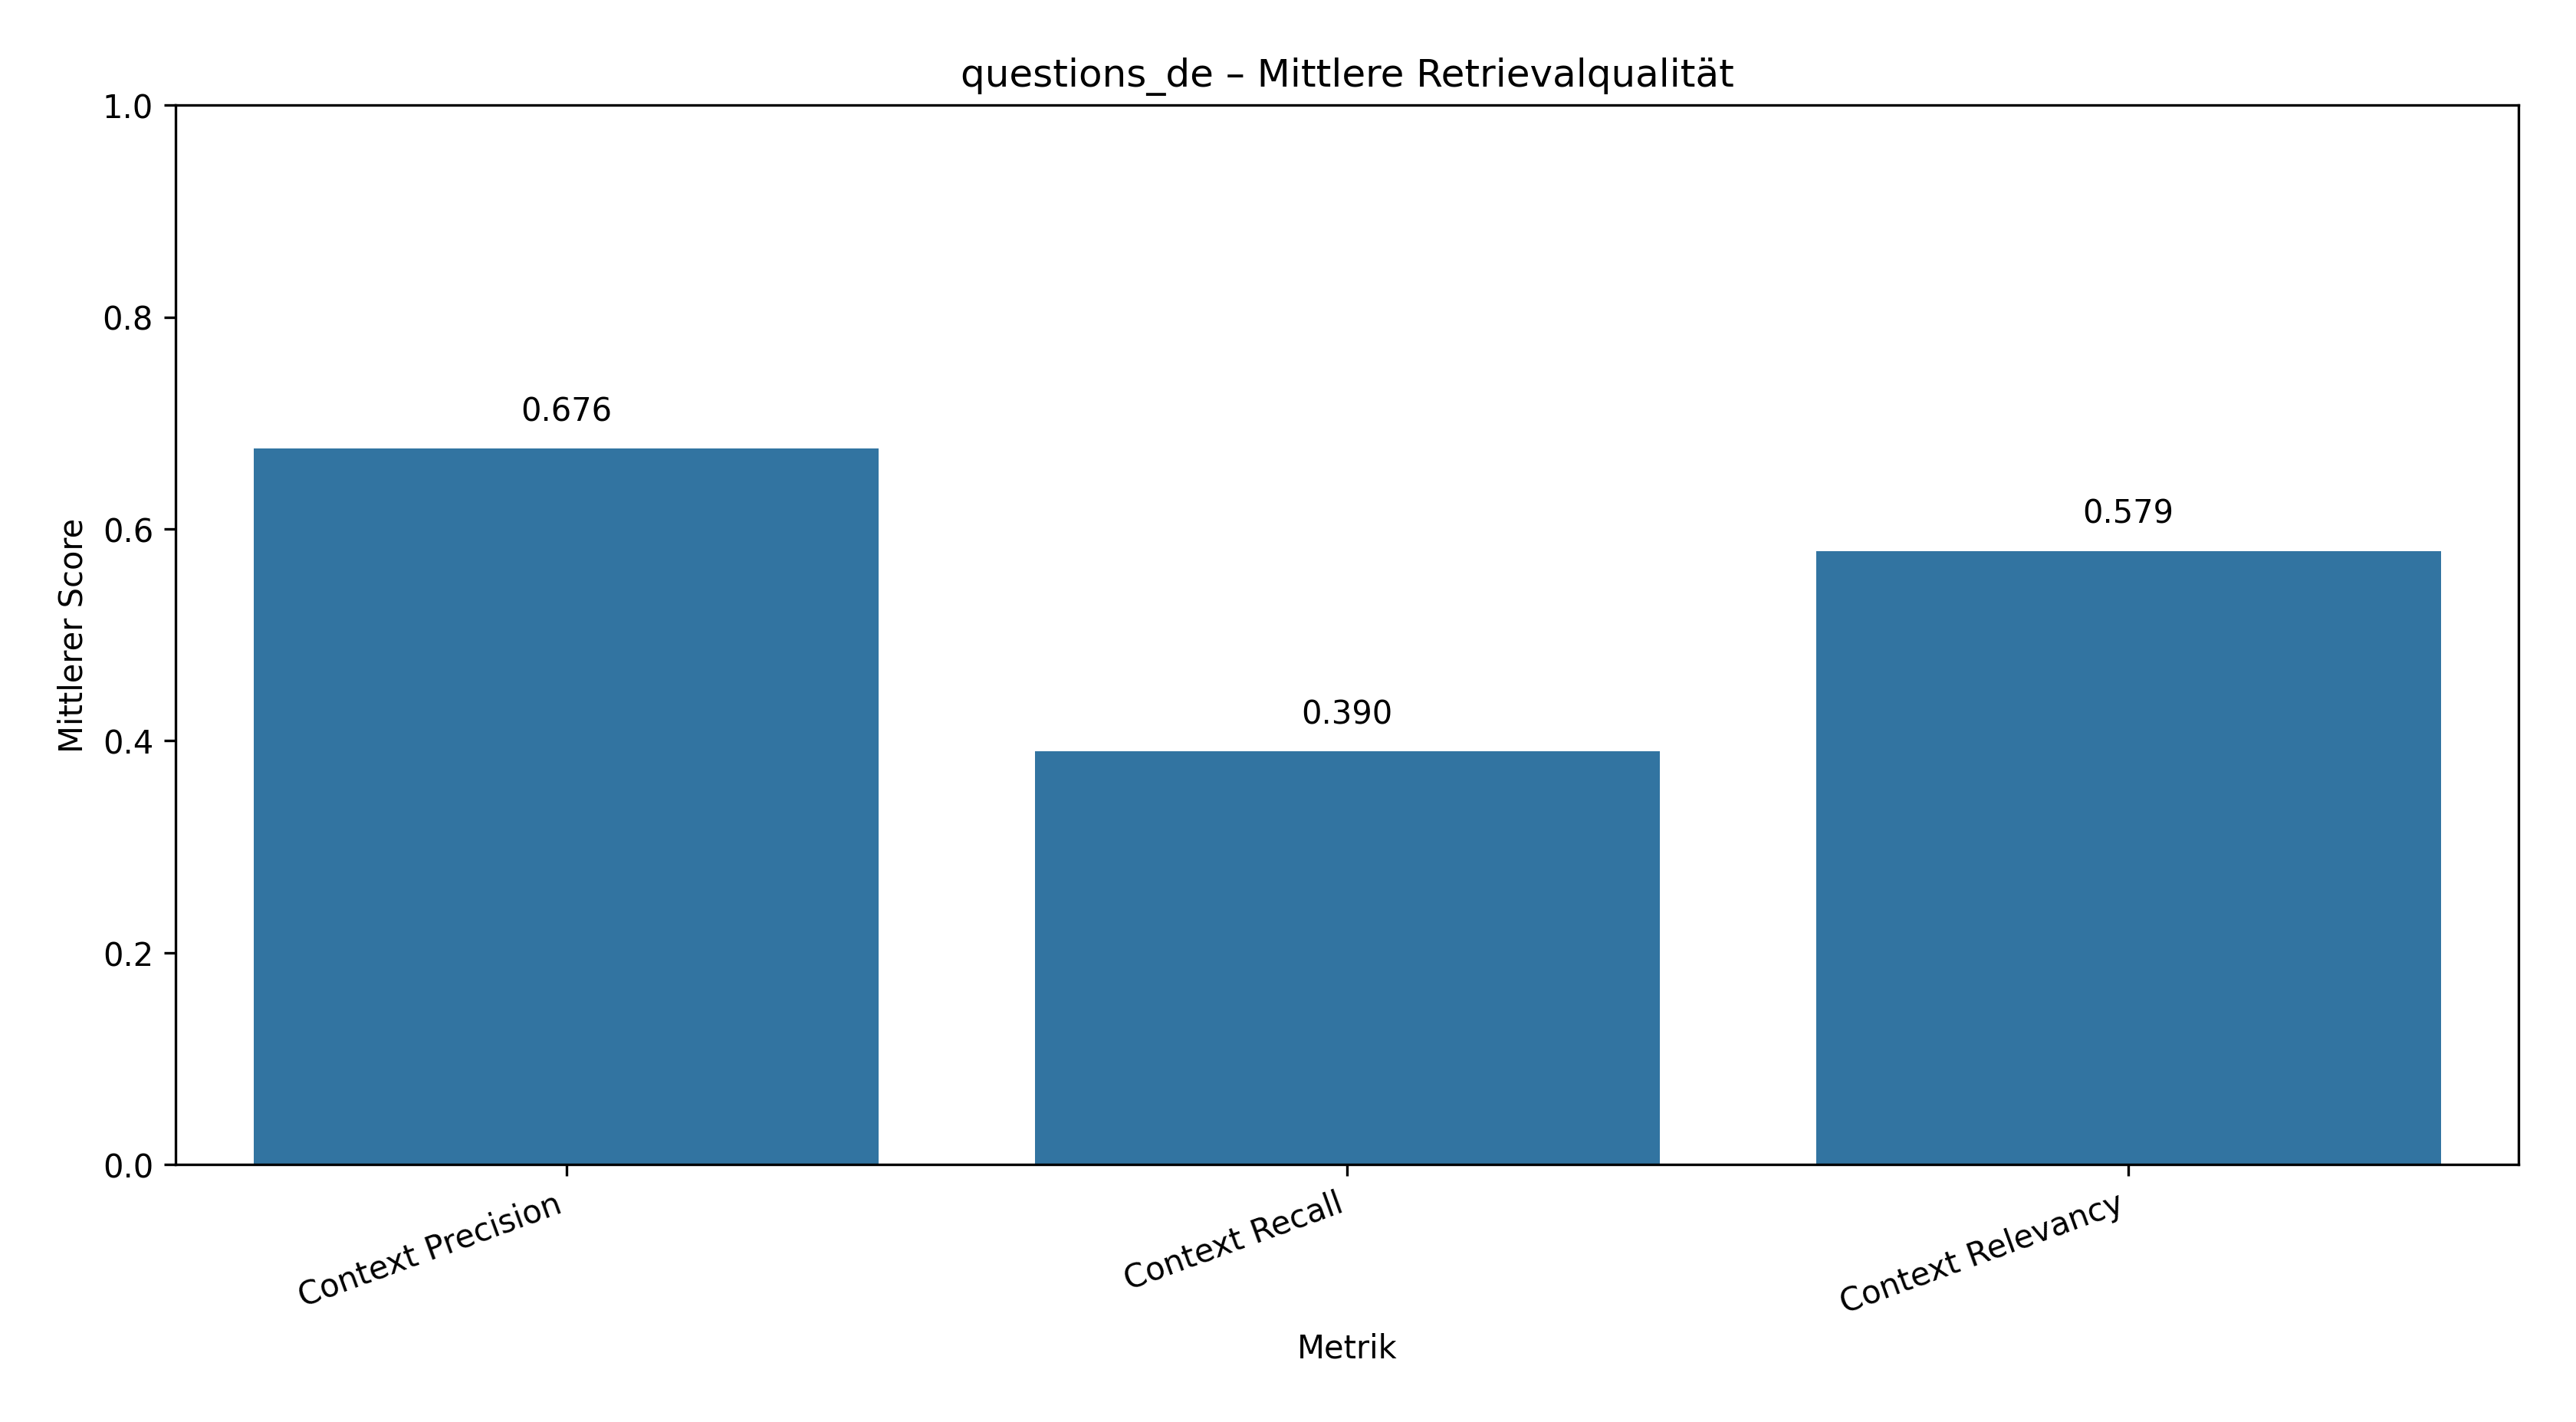 questions_de – Mittlere Retrievalqualität
1.0
0.8
0.6
0.4
0.2
0.0
Mittlerer Score
0.676
0.390
0.579
Context Precision
Context Recall
Context Relevancy
Metrik